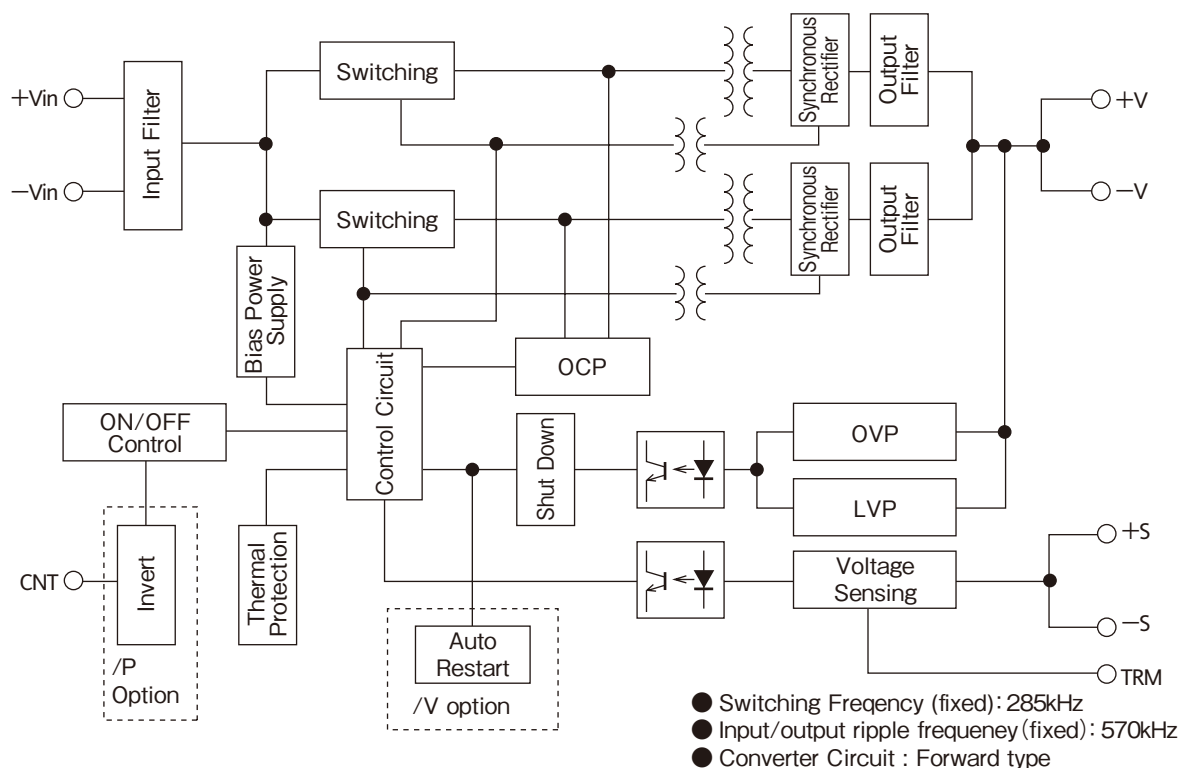 +Vin
−Vin
Input Filter
Switching
Synchronous
Rectifier
Output
Filter
+V
−V
Switching
Synchronous
Rectifier
Output
Filter
Bias Power
Supply
Control Circuit
OCP
ON/OFF
Control
Shut Down
OVP
LVP
CNT
Invert
/P
Option
Thermal
Protection
Auto
Restart
/V option
Voltage
Sensing
+S
−S
TRM
● Switching Freqency (fixed): 285kHz
● Input/output ripple frequeney (fixed): 570kHz
● Converter Circuit : Forward type